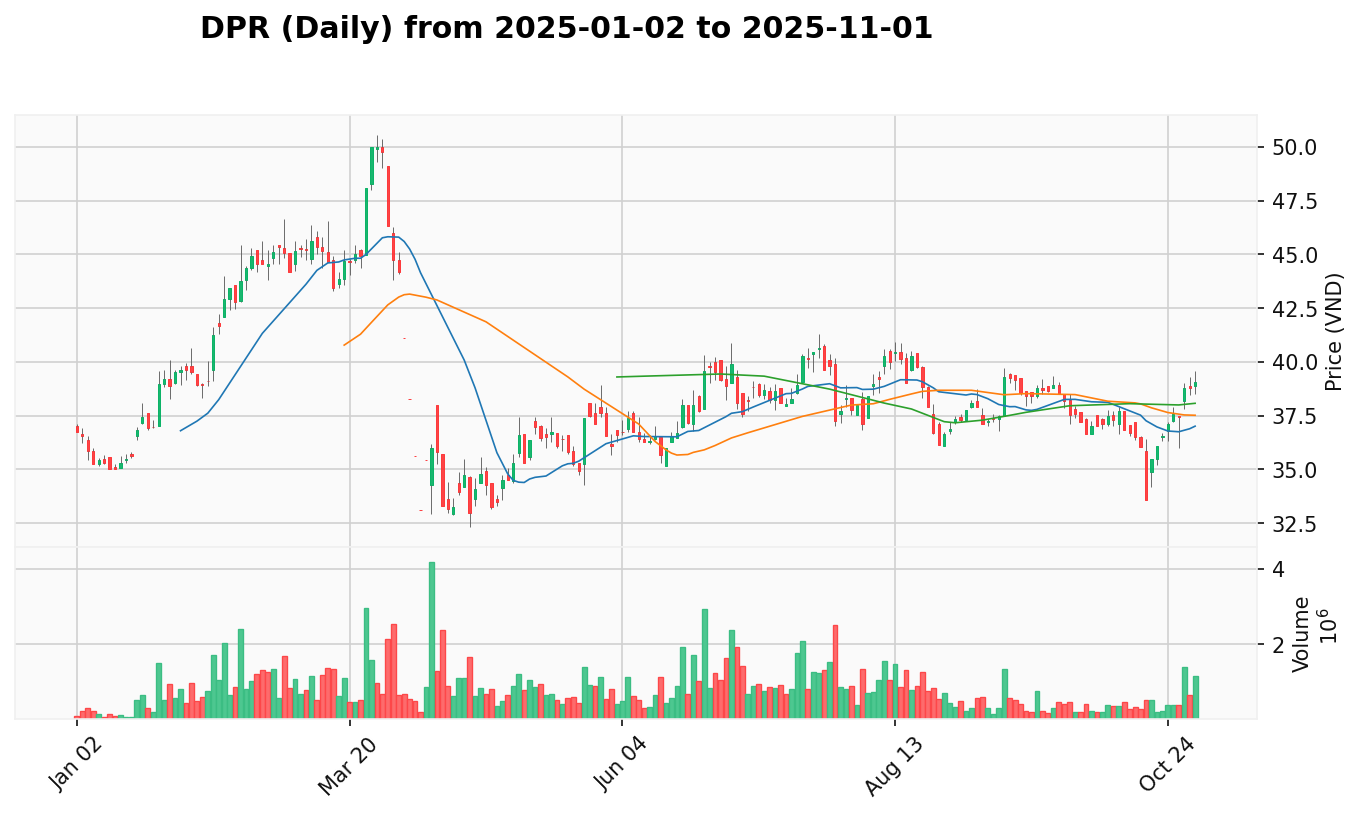 DPR (Daily) from 2025-01-02 to 2025-11-01
50.0
47.5
45.0
42.5
40.0
37.5
35.0
32.5
Price (VND)
4
2
Volume
10⁶
Jan 02
Mar 20
Jun 04
Aug 13
Oct 24